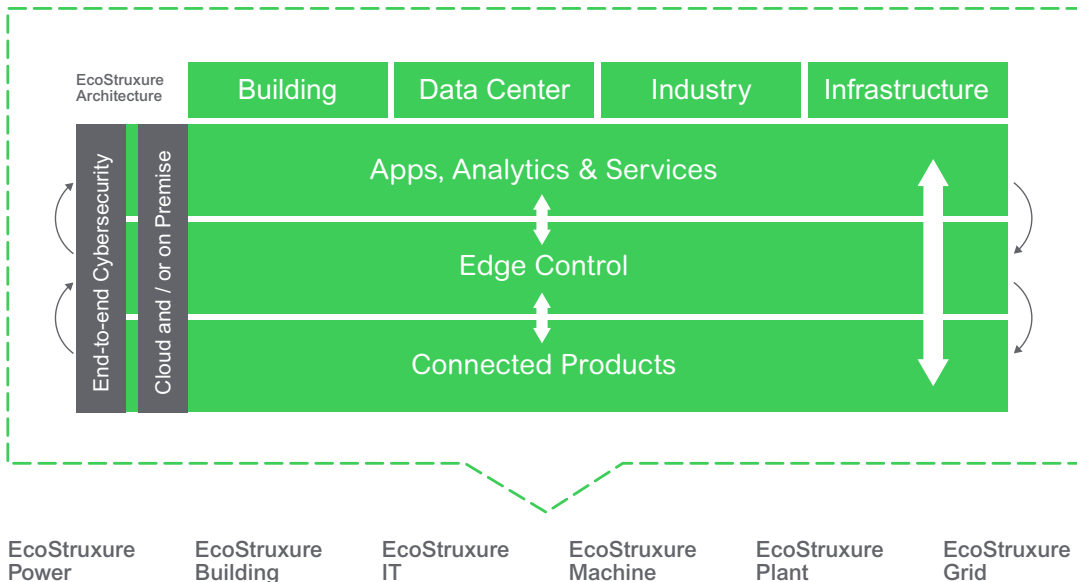 EcoStruxure
Architecture
Building
Data Center
Industry
Infrastructure
End-to-end Cybersecurity
Cloud and / or on Premise
Apps, Analytics & Services
Edge Control
Connected Products
EcoStruxure
Power
EcoStruxure
Building
EcoStruxure
IT
EcoStruxure
Machine
EcoStruxure
Plant
EcoStruxure
Grid